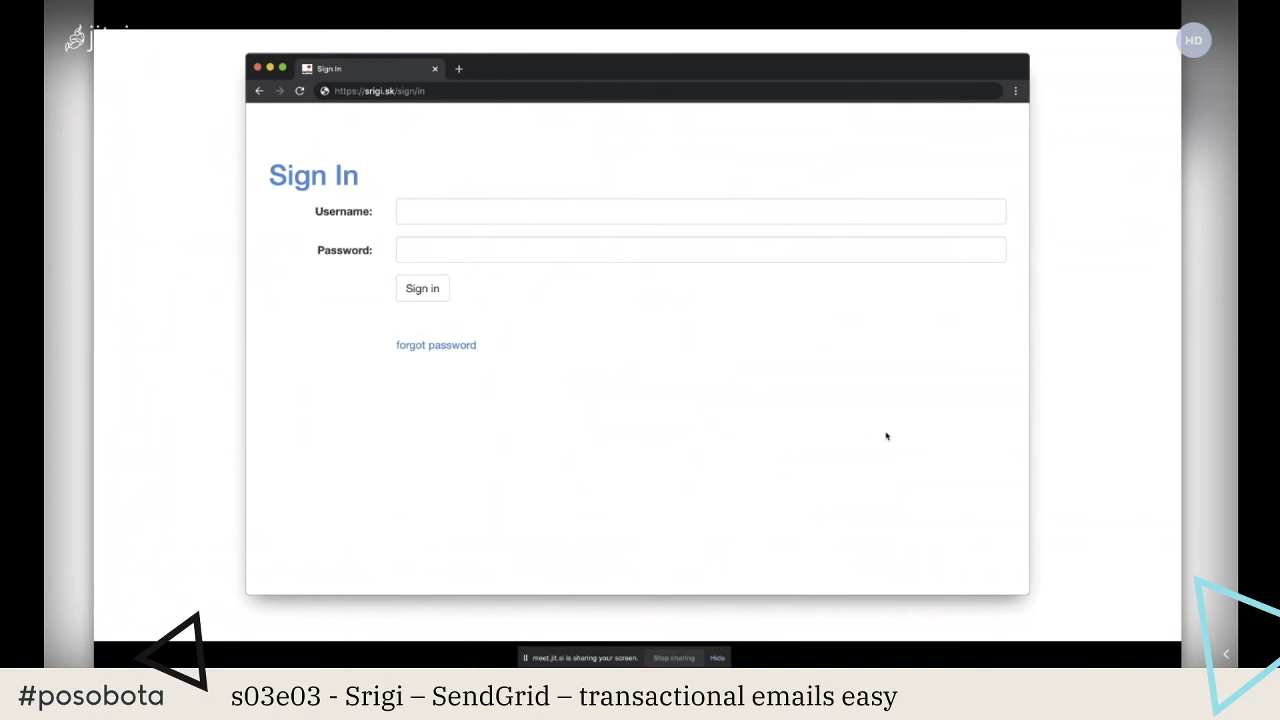 HD
Sign In
https://srigi.sk/sign/in
Sign In
Username:
Password:
Sign in
forgot password
meet.jit.si is sharing your screen. Stop sharing Hide
#posobota s03e03 - Srigi – SendGrid – transactional emails easy